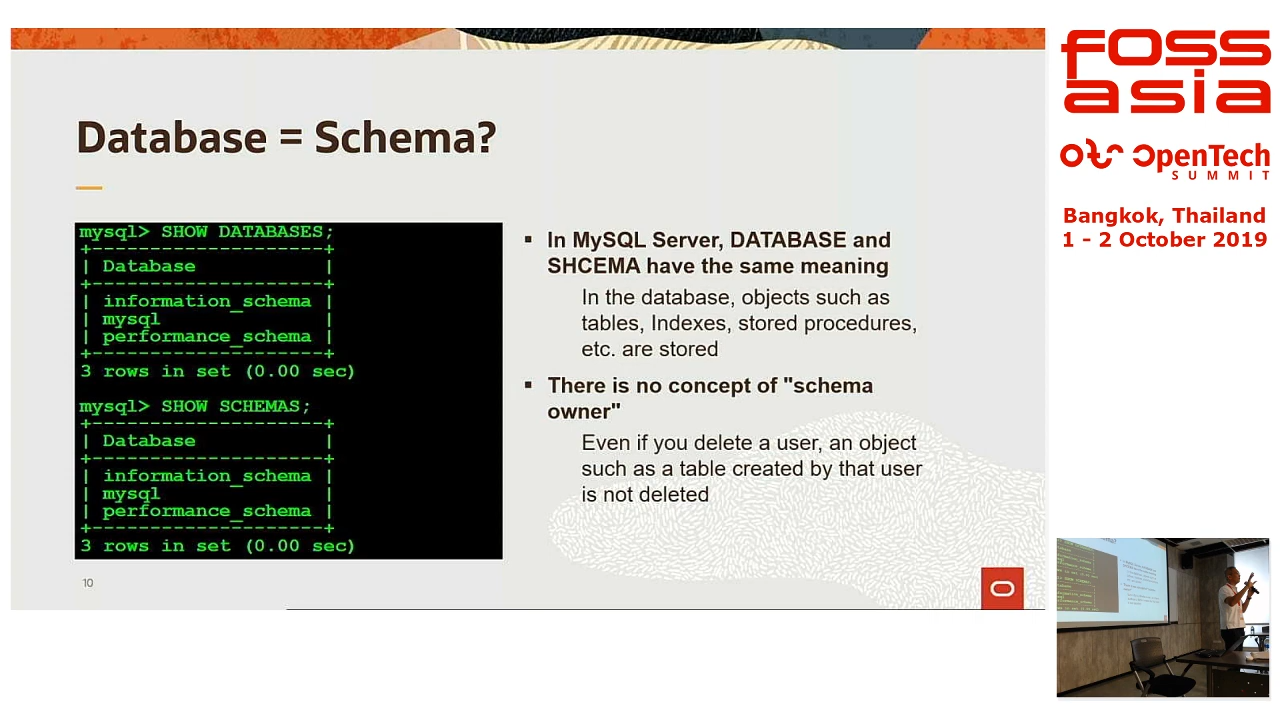 Database = Schema?
mysql> SHOW DATABASES;
+--------------------+
| Database           |
+--------------------+
| information_schema |
| mysql              |
| performance_schema |
+--------------------+
3 rows in set (0.00 sec)
mysql> SHOW SCHEMAS;
+--------------------+
| Database           |
+--------------------+
| information_schema |
| mysql              |
| performance_schema |
+--------------------+
3 rows in set (0.00 sec)
▪ In MySQL Server, DATABASE and
SHCEMA have the same meaning
In the database, objects such as
tables, Indexes, stored procedures,
etc. are stored
▪ There is no concept of "schema
owner"
Even if you delete a user, an object
such as a table created by that user
is not deleted
10
foss
asia
OpenTech
SUMMIT
Bangkok, Thailand
1 - 2 October 2019